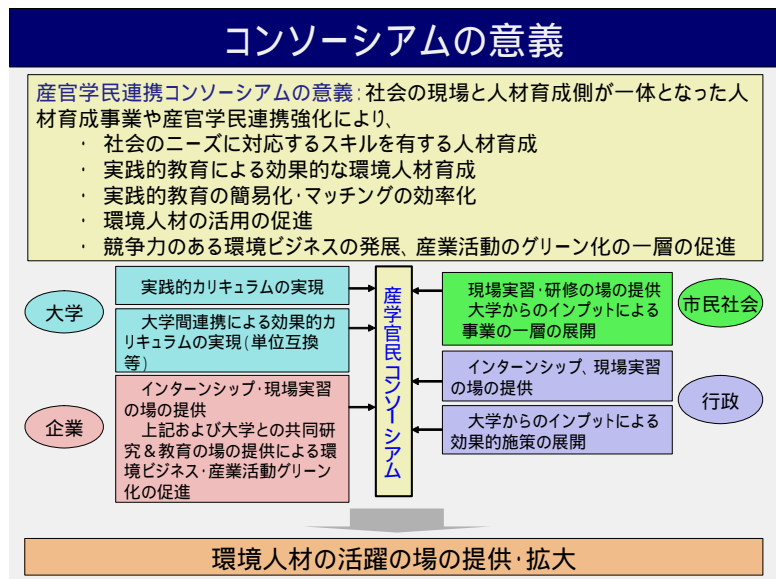 コンソーシアムの意義
産官学民連携コンソーシアムの意義:社会の現場と人材育成側が一体となった人
材育成事業や産官学民連携強化により、
・ 社会のニーズに対応するスキルを有する人材育成
・ 実践的教育による効果的な環境人材育成
・ 実践的教育の簡易化・マッチングの効率化
・ 環境人材の活用の促進
・ 競争力のある環境ビジネスの発展、産業活動のグリーン化の一層の促進
大学
実践的カリキュラムの実現
大学間連携による効果的カ
リキュラムの実現(単位互換
等)
企業
インターンシップ・現場実習
の場の提供
上記および大学との共同研
究&教育の場の提供による環
境ビジネス・産業活動グリーン
化の促進
産学官民コンソーシアム
現場実習・研修の場の提供
大学からのインプットによる
事業の一層の展開
市民社会
インターンシップ、現場実習
の場の提供
大学からのインプットによる
効果的施策の展開
行政
環境人材の活躍の場の提供・拡大